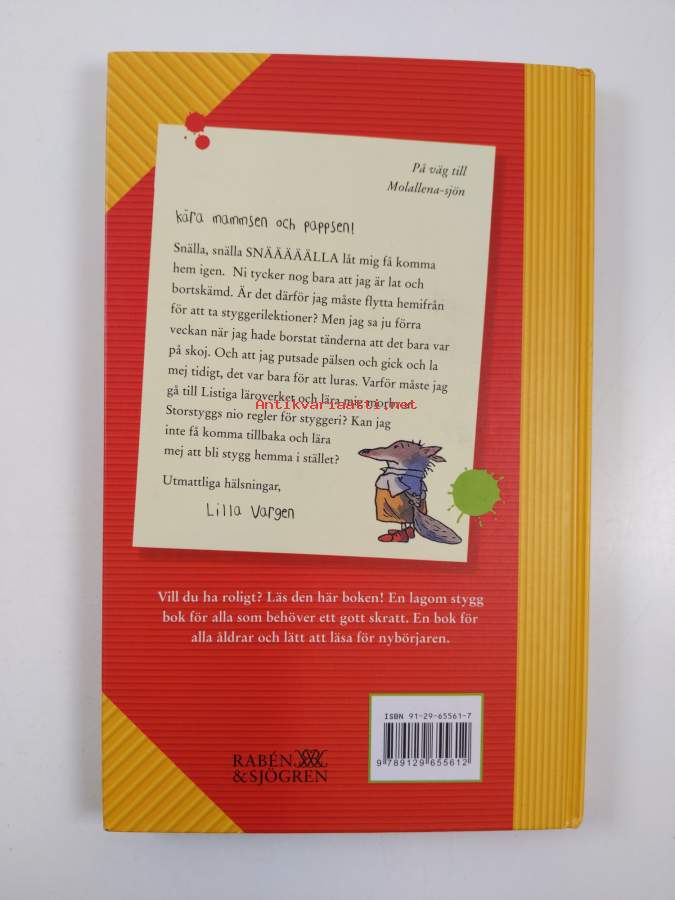 På väg till
Molallena-sjön
kära mammsen och pappsen!
Snälla, snälla SNÄÄÄÄÄLLA låt mig få komma
hem igen. Ni tycker nog bara att jag är lat och
bortskämd. Är det därför jag måste flytta hemifrån
för att ta styggerilektioner? Men jag sa ju förra
veckan när jag hade borstat tänderna att det bara var
på skoj. Och att jag putsade pälsen och gick och la
mej tidigt, det var bara för att luras. Varför måste jag
gå till Listiga läroverket och lära mig morbror
Antikvariaatti.net
Storstyggs nio regler för styggeri? Kan jag
inte få komma tillbaka och lära
mej att bli stygg hemma i stället?
Utmattliga hälsningar,
Lilla Vargen
Vill du ha roligt? Läs den här boken! En lagom stygg
bok för alla som behöver ett gott skratt. En bok för
alla åldrar och lätt att läsa för nybörjaren.
ISBN 91-29-65561-7
9 789129 655612
RABÉN
& SJÖGREN